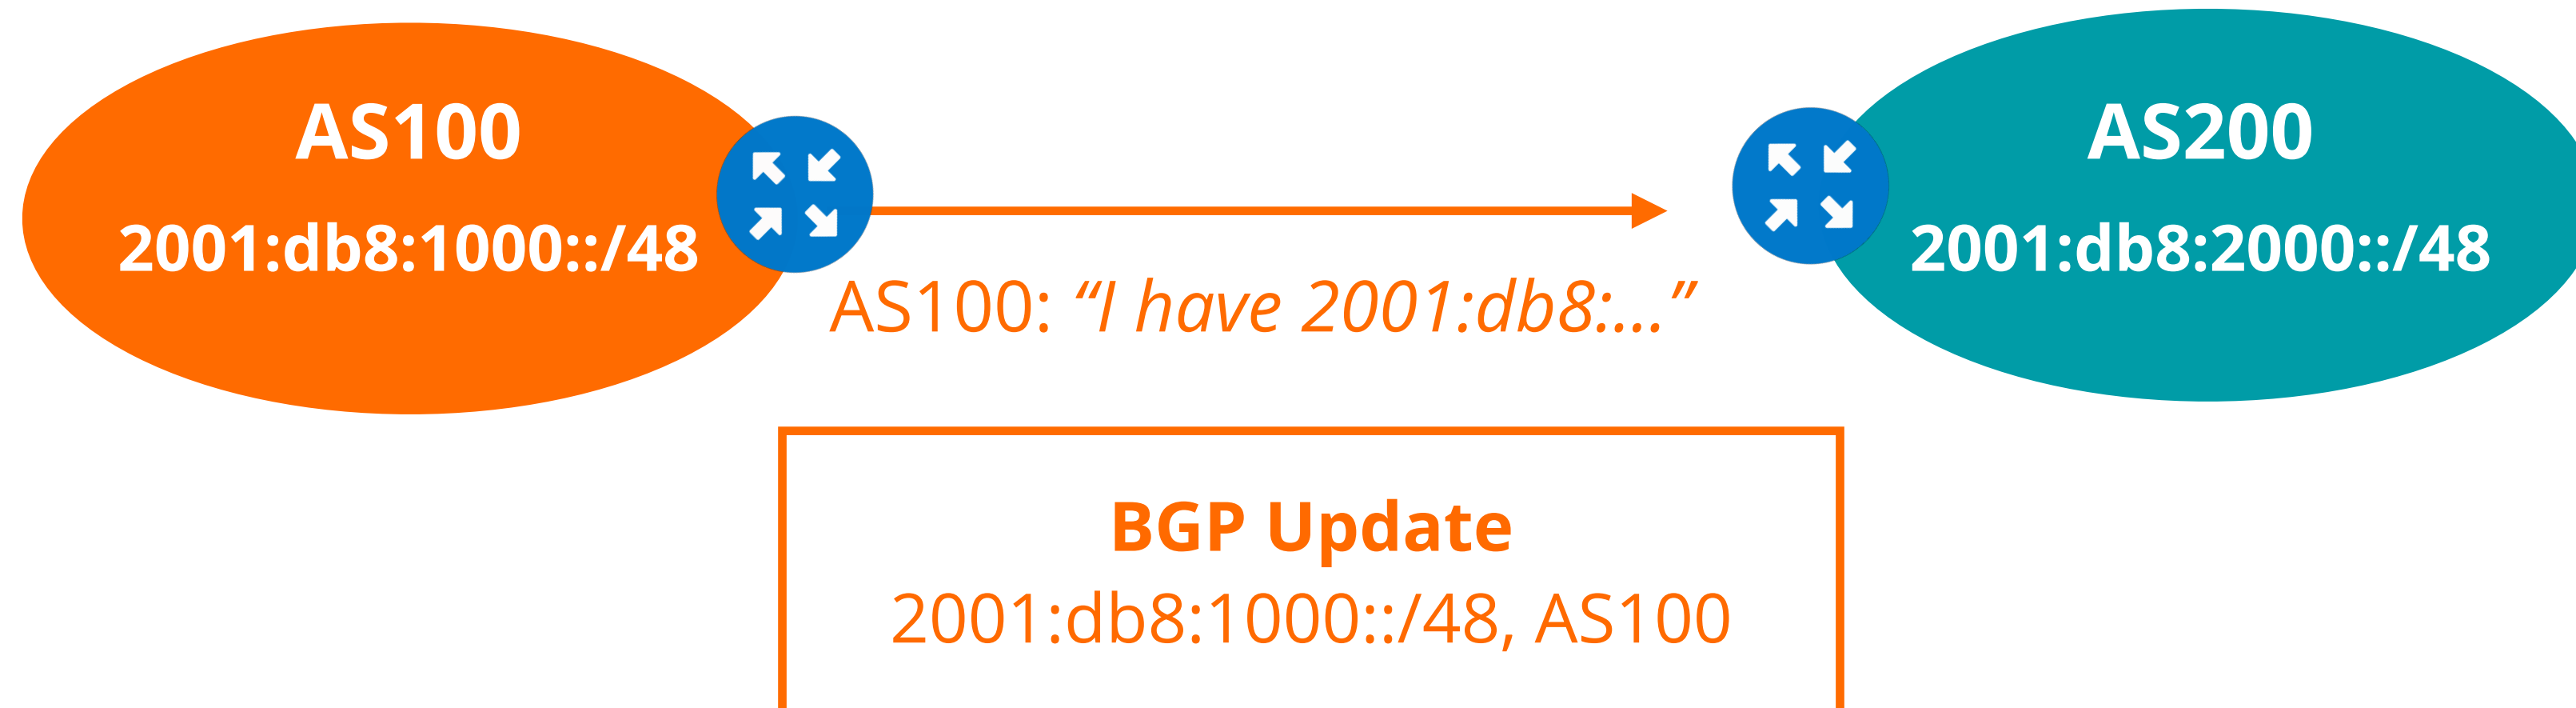 AS100
2001:db8:1000::/48
AS200
2001:db8:2000::/48
AS100: “I have 2001:db8:...”
BGP Update
2001:db8:1000::/48, AS100